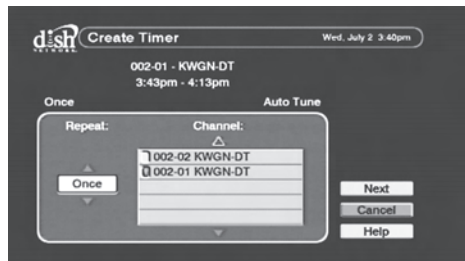 dish NETWORK
Create Timer
Wed. July 2 3:40pm
002-01 - KWGN-DT
3:43pm - 4:13pm
Once
Auto Tune
Repeat:
Channel:
002-02 KWGN-DT
002-01 KWGN-DT
Once
Next
Cancel
Help